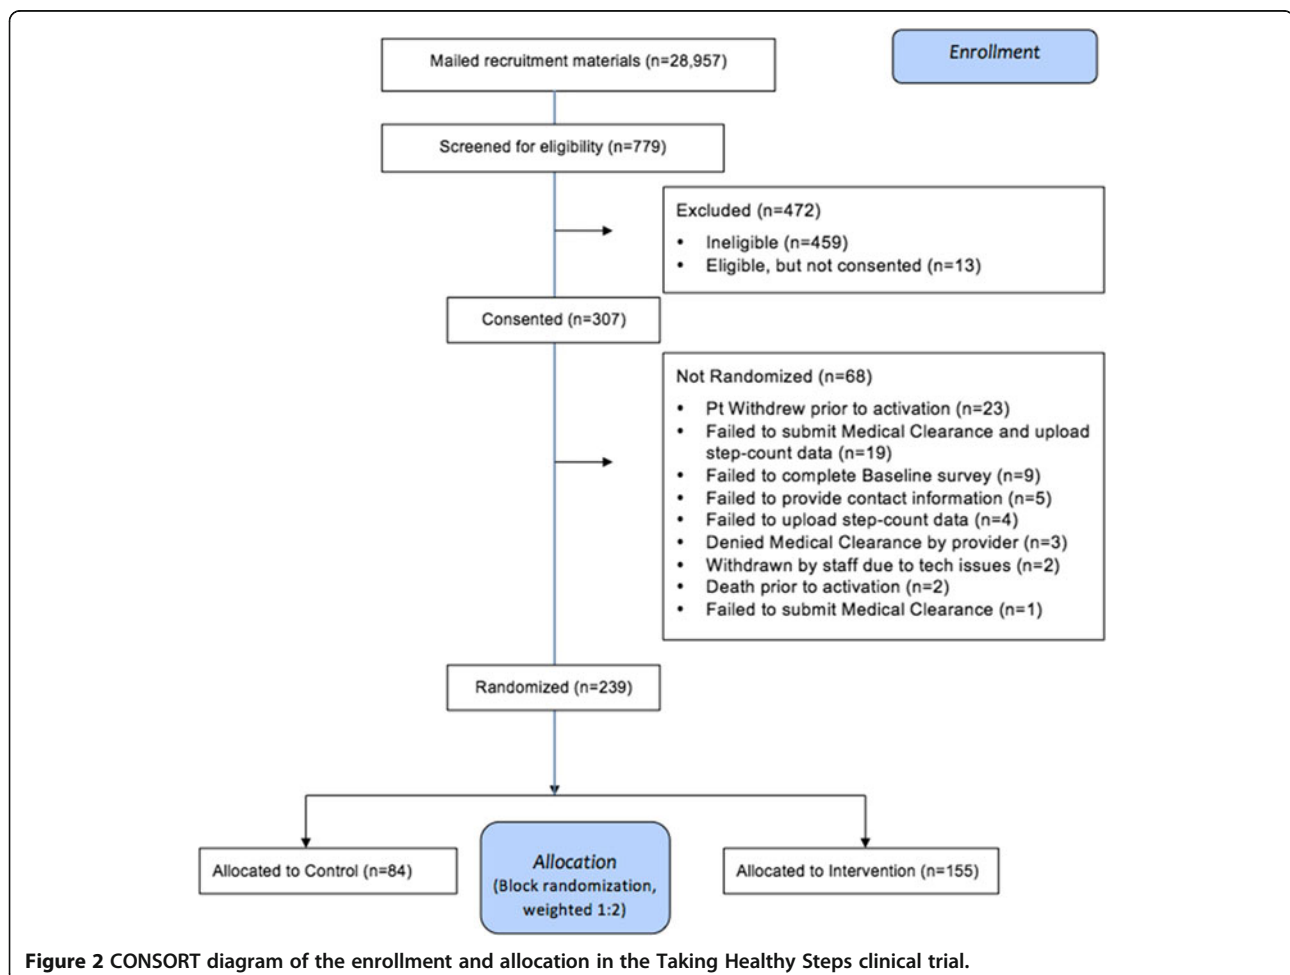 Mailed recruitment materials (n=28,957)
Enrollment
Screened for eligibility (n=779)
Excluded (n=472)
• Ineligible (n=459)
• Eligible, but not consented (n=13)
Consented (n=307)
Not Randomized (n=68)
• Pt Withdrew prior to activation (n=23)
• Failed to submit Medical Clearance and upload
step-count data (n=19)
• Failed to complete Baseline survey (n=9)
• Failed to provide contact information (n=5)
• Failed to upload step-count data (n=4)
• Denied Medical Clearance by provider (n=3)
• Withdrawn by staff due to tech issues (n=2)
• Death prior to activation (n=2)
• Failed to submit Medical Clearance (n=1)
Randomized (n=239)
Allocated to Control (n=84)
Allocation
(Block randomization,
weighted 1:2)
Allocated to Intervention (n=155)
Figure 2 CONSORT diagram of the enrollment and allocation in the Taking Healthy Steps clinical trial.